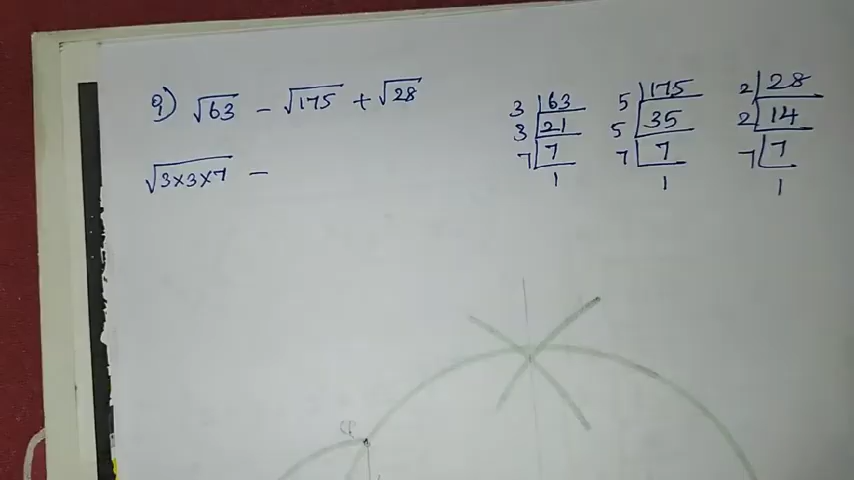 9) √63 – √175 + √28
√3×3×7 –
3 | 63
3 | 21
7 | 7
1
5 | 175
5 | 35
7 | 7
1
2 | 28
2 | 14
7 | 7
1